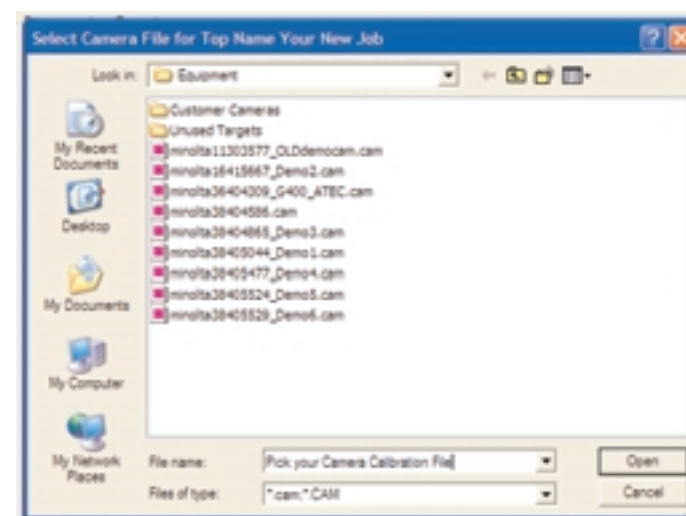 Select Camera File for Top Name Your New Job
Look in: Equipment
Customer Cameras
Unused Targets
minolta11303577_OLDdemocam.cam
minolta16415667_Demo2.cam
minolta36404309_G400_ATEC.cam
minolta38404586.cam
minolta38404865_Demo3.cam
minolta38405044_Demo1.cam
minolta38405477_Demo4.cam
minolta38405524_Demo5.cam
minolta38405529_Demo6.cam
My Recent
Documents
Desktop
My Documents
My Computer
My Network
Places
File name: Pick your Camera Calibration File
Open
Files of type: *.cam;*.CAM
Cancel